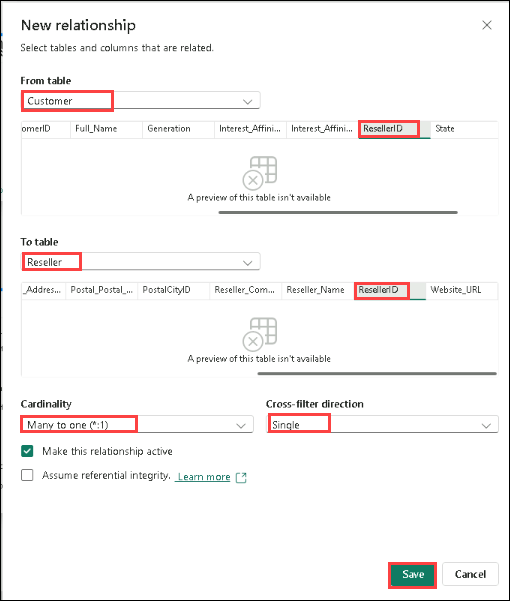 New relationship
Select tables and columns that are related.
From table
Customer
omerID Full_Name Generation Interest_Affini... Interest_Affini... ResellerID State
A preview of this table isn't available
To table
Reseller
_Addres... Postal_Postal_... PostalCityID Reseller_Com... Reseller_Name ResellerID Website_URL
A preview of this table isn't available
Cardinality Cross-filter direction
Many to one (*:1) Single
Make this relationship active
Assume referential integrity. Learn more
Save Cancel